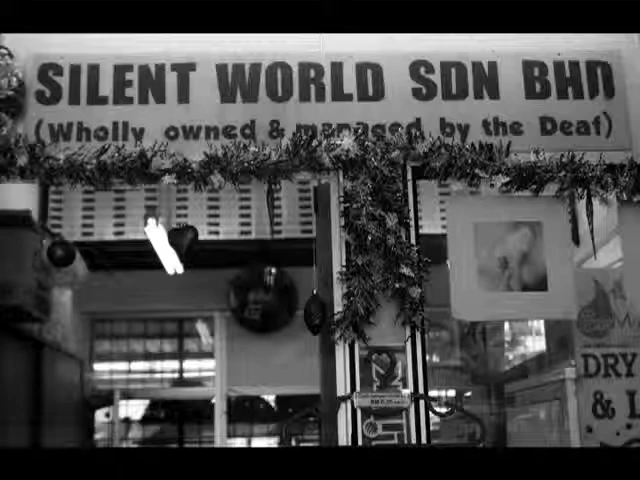 SILENT WORLD SDN BHD
(Wholly owned & managed by the Deaf)
DRY
& L